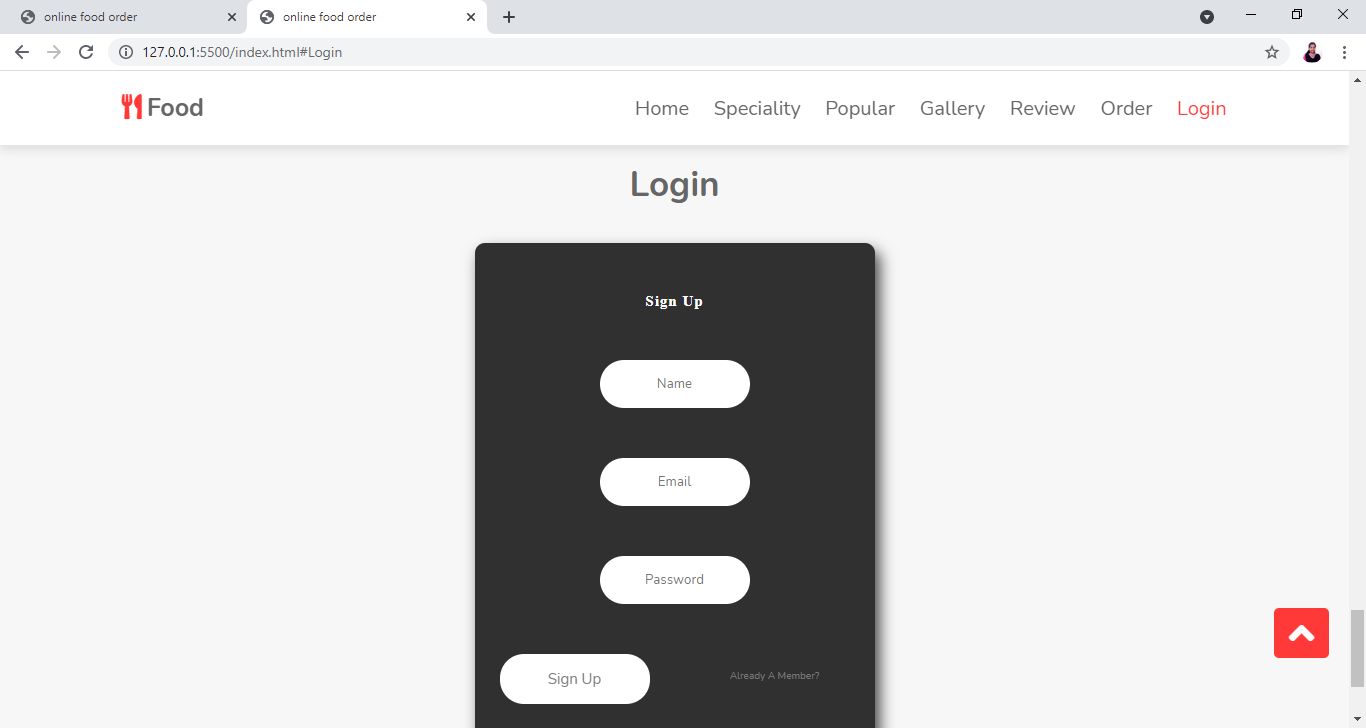 online food order
online food order
127.0.0.1:5500/index.html#Login
Food
Home Speciality Popular Gallery Review Order Login
Login
Sign Up
Name
Email
Password
Sign Up Already A Member?